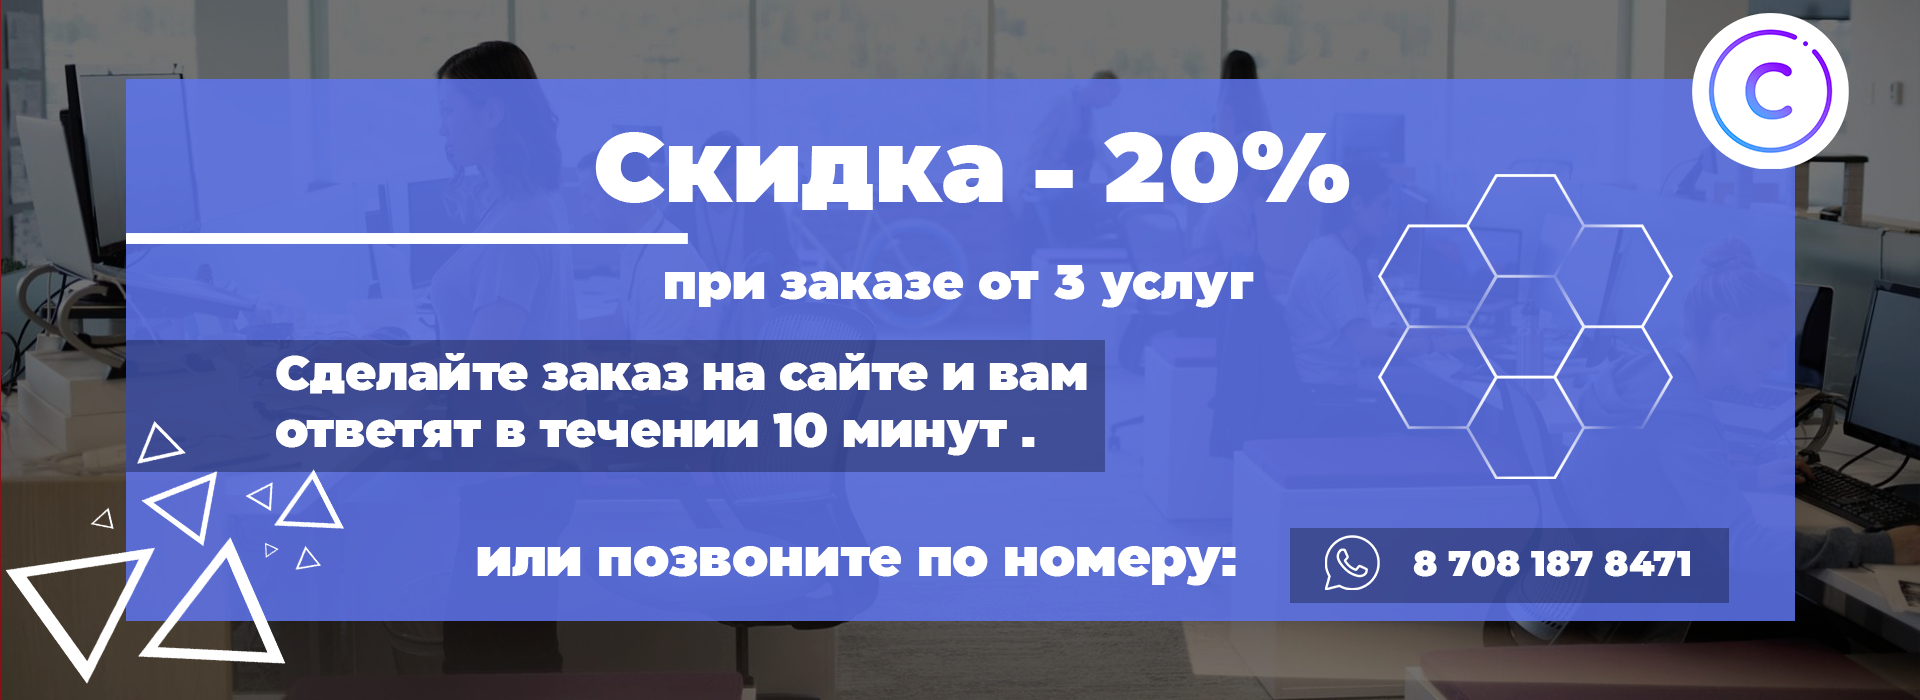 C
Скидка - 20%
при заказе от 3 услуг
Сделайте заказ на сайте и вам
ответят в течении 10 минут .
или позвоните по номеру:
8 708 187 8471